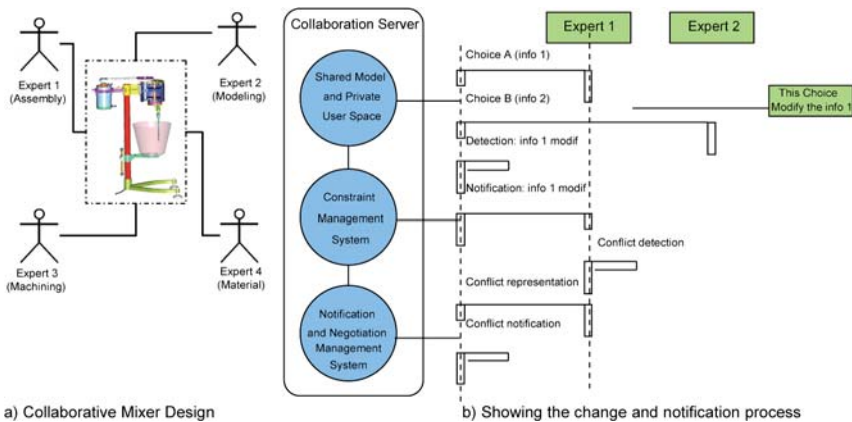 Expert 1
(Assembly)
Expert 2
(Modeling)
Expert 3
(Machining)
Expert 4
(Material)
a) Collaborative Mixer Design
Collaboration Server
Shared Model
and Private
User Space
Constraint
Management
System
Notification
and Negotiation
Management
System
Expert 1
Expert 2
Choice A (info 1)
Choice B (info 2)
This Choice
Modify the info 1
Detection: info 1 modif
Notification: info 1 modif
Conflict detection
Conflict representation
Conflict notification
b) Showing the change and notification process